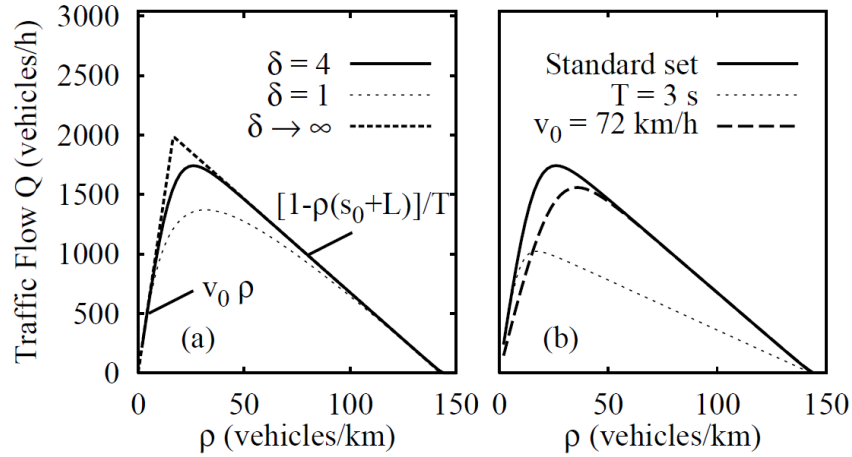 Traffic Flow Q (vehicles/h)
3000
2500
2000
1500
1000
500
0
δ = 4
δ = 1
δ → ∞
[1-ρ(s₀+L)]/T
v₀ ρ
(a)
0 50 100 150
ρ (vehicles/km)
Standard set
T = 3 s
v₀ = 72 km/h
(b)
0 50 100 150
ρ (vehicles/km)